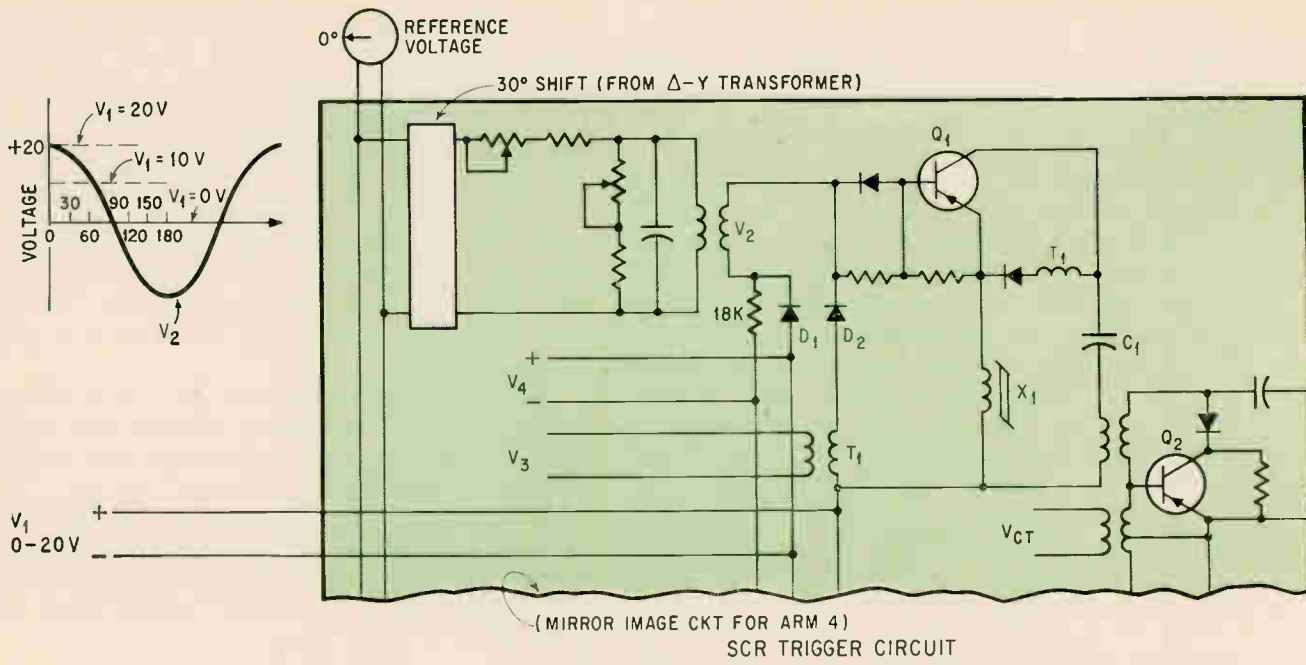 0° REFERENCE
VOLTAGE
30° SHIFT (FROM Δ-Y TRANSFORMER)
V₁ = 20V
+20
V₁ = 10 V
V₁ = 0V
VOLTAGE
30 90 150
0 60 120 180
V₂
Q₁
V₂
T₁
18K
D₁
D₂
C₁
+
V₄
–
X₁
Q₂
V₃
T₁
V₁ +
0-20V –
V_CT
(MIRROR IMAGE CKT FOR ARM 4)
SCR TRIGGER CIRCUIT